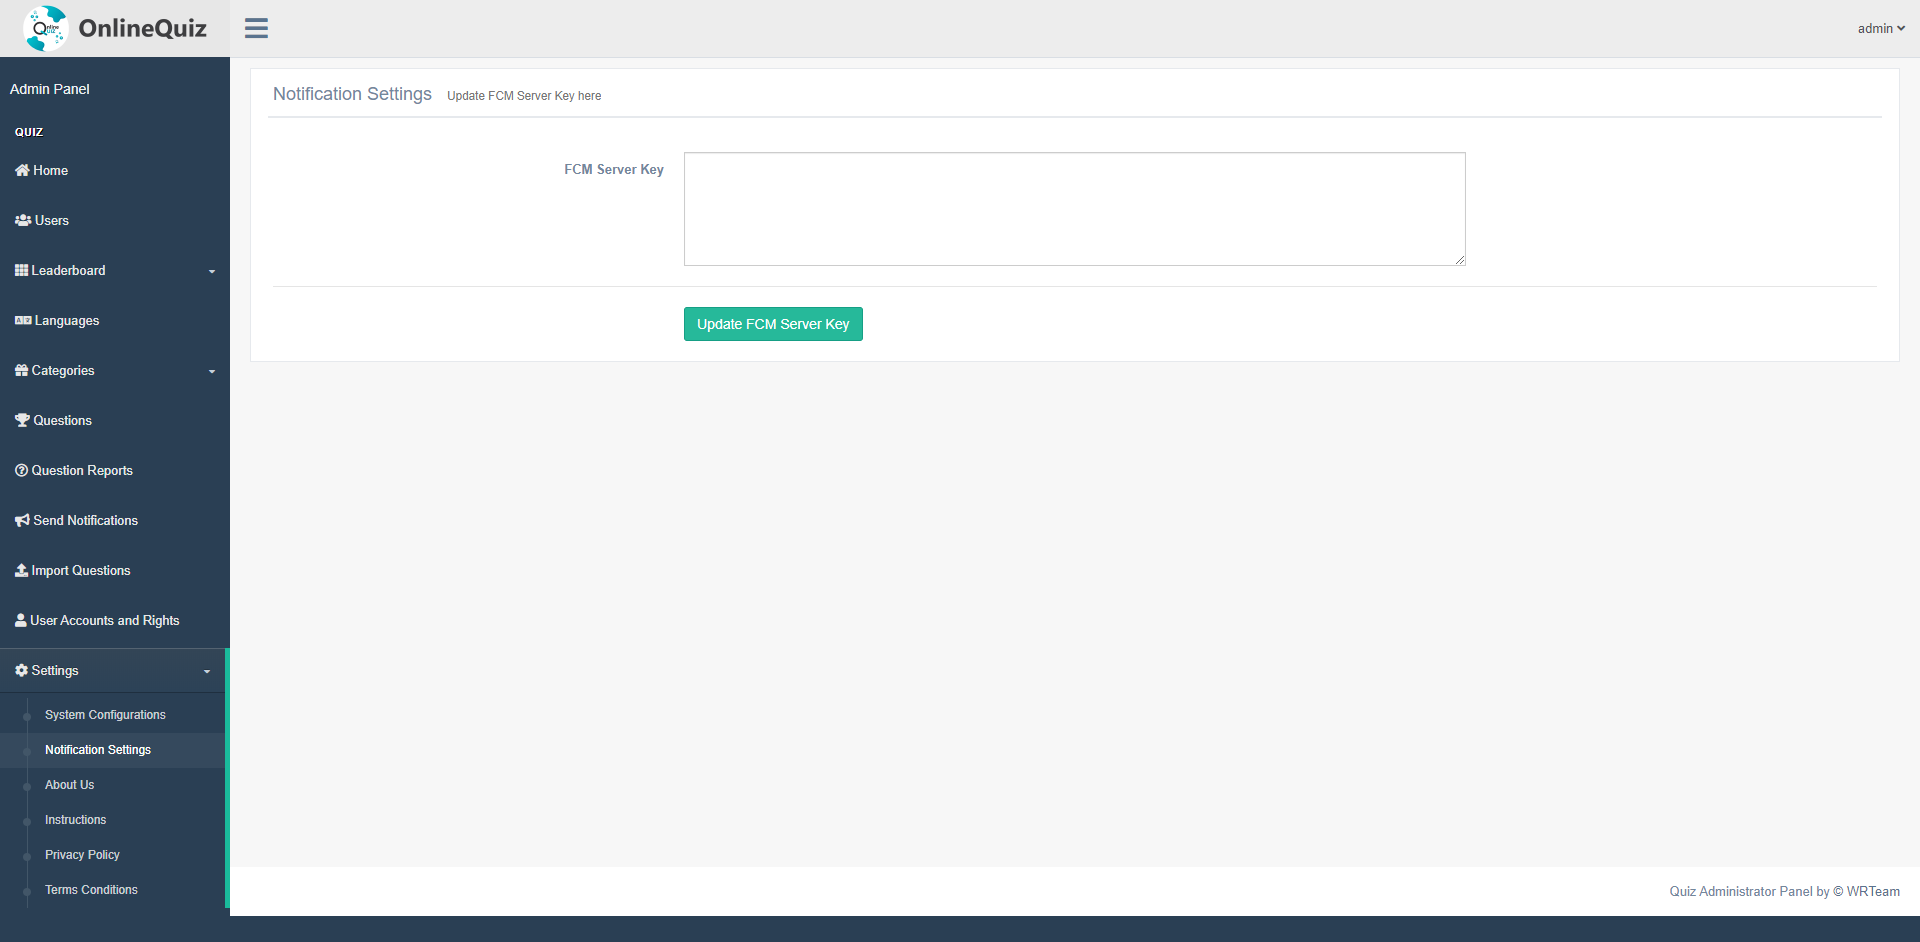 OnlineQuiz
admin
Admin Panel
QUIZ
Home
Users
Leaderboard
Languages
Categories
Questions
Question Reports
Send Notifications
Import Questions
User Accounts and Rights
Settings
System Configurations
Notification Settings
About Us
Instructions
Privacy Policy
Terms Conditions
Notification Settings Update FCM Server Key here
FCM Server Key
Update FCM Server Key
Quiz Administrator Panel by © WRTeam